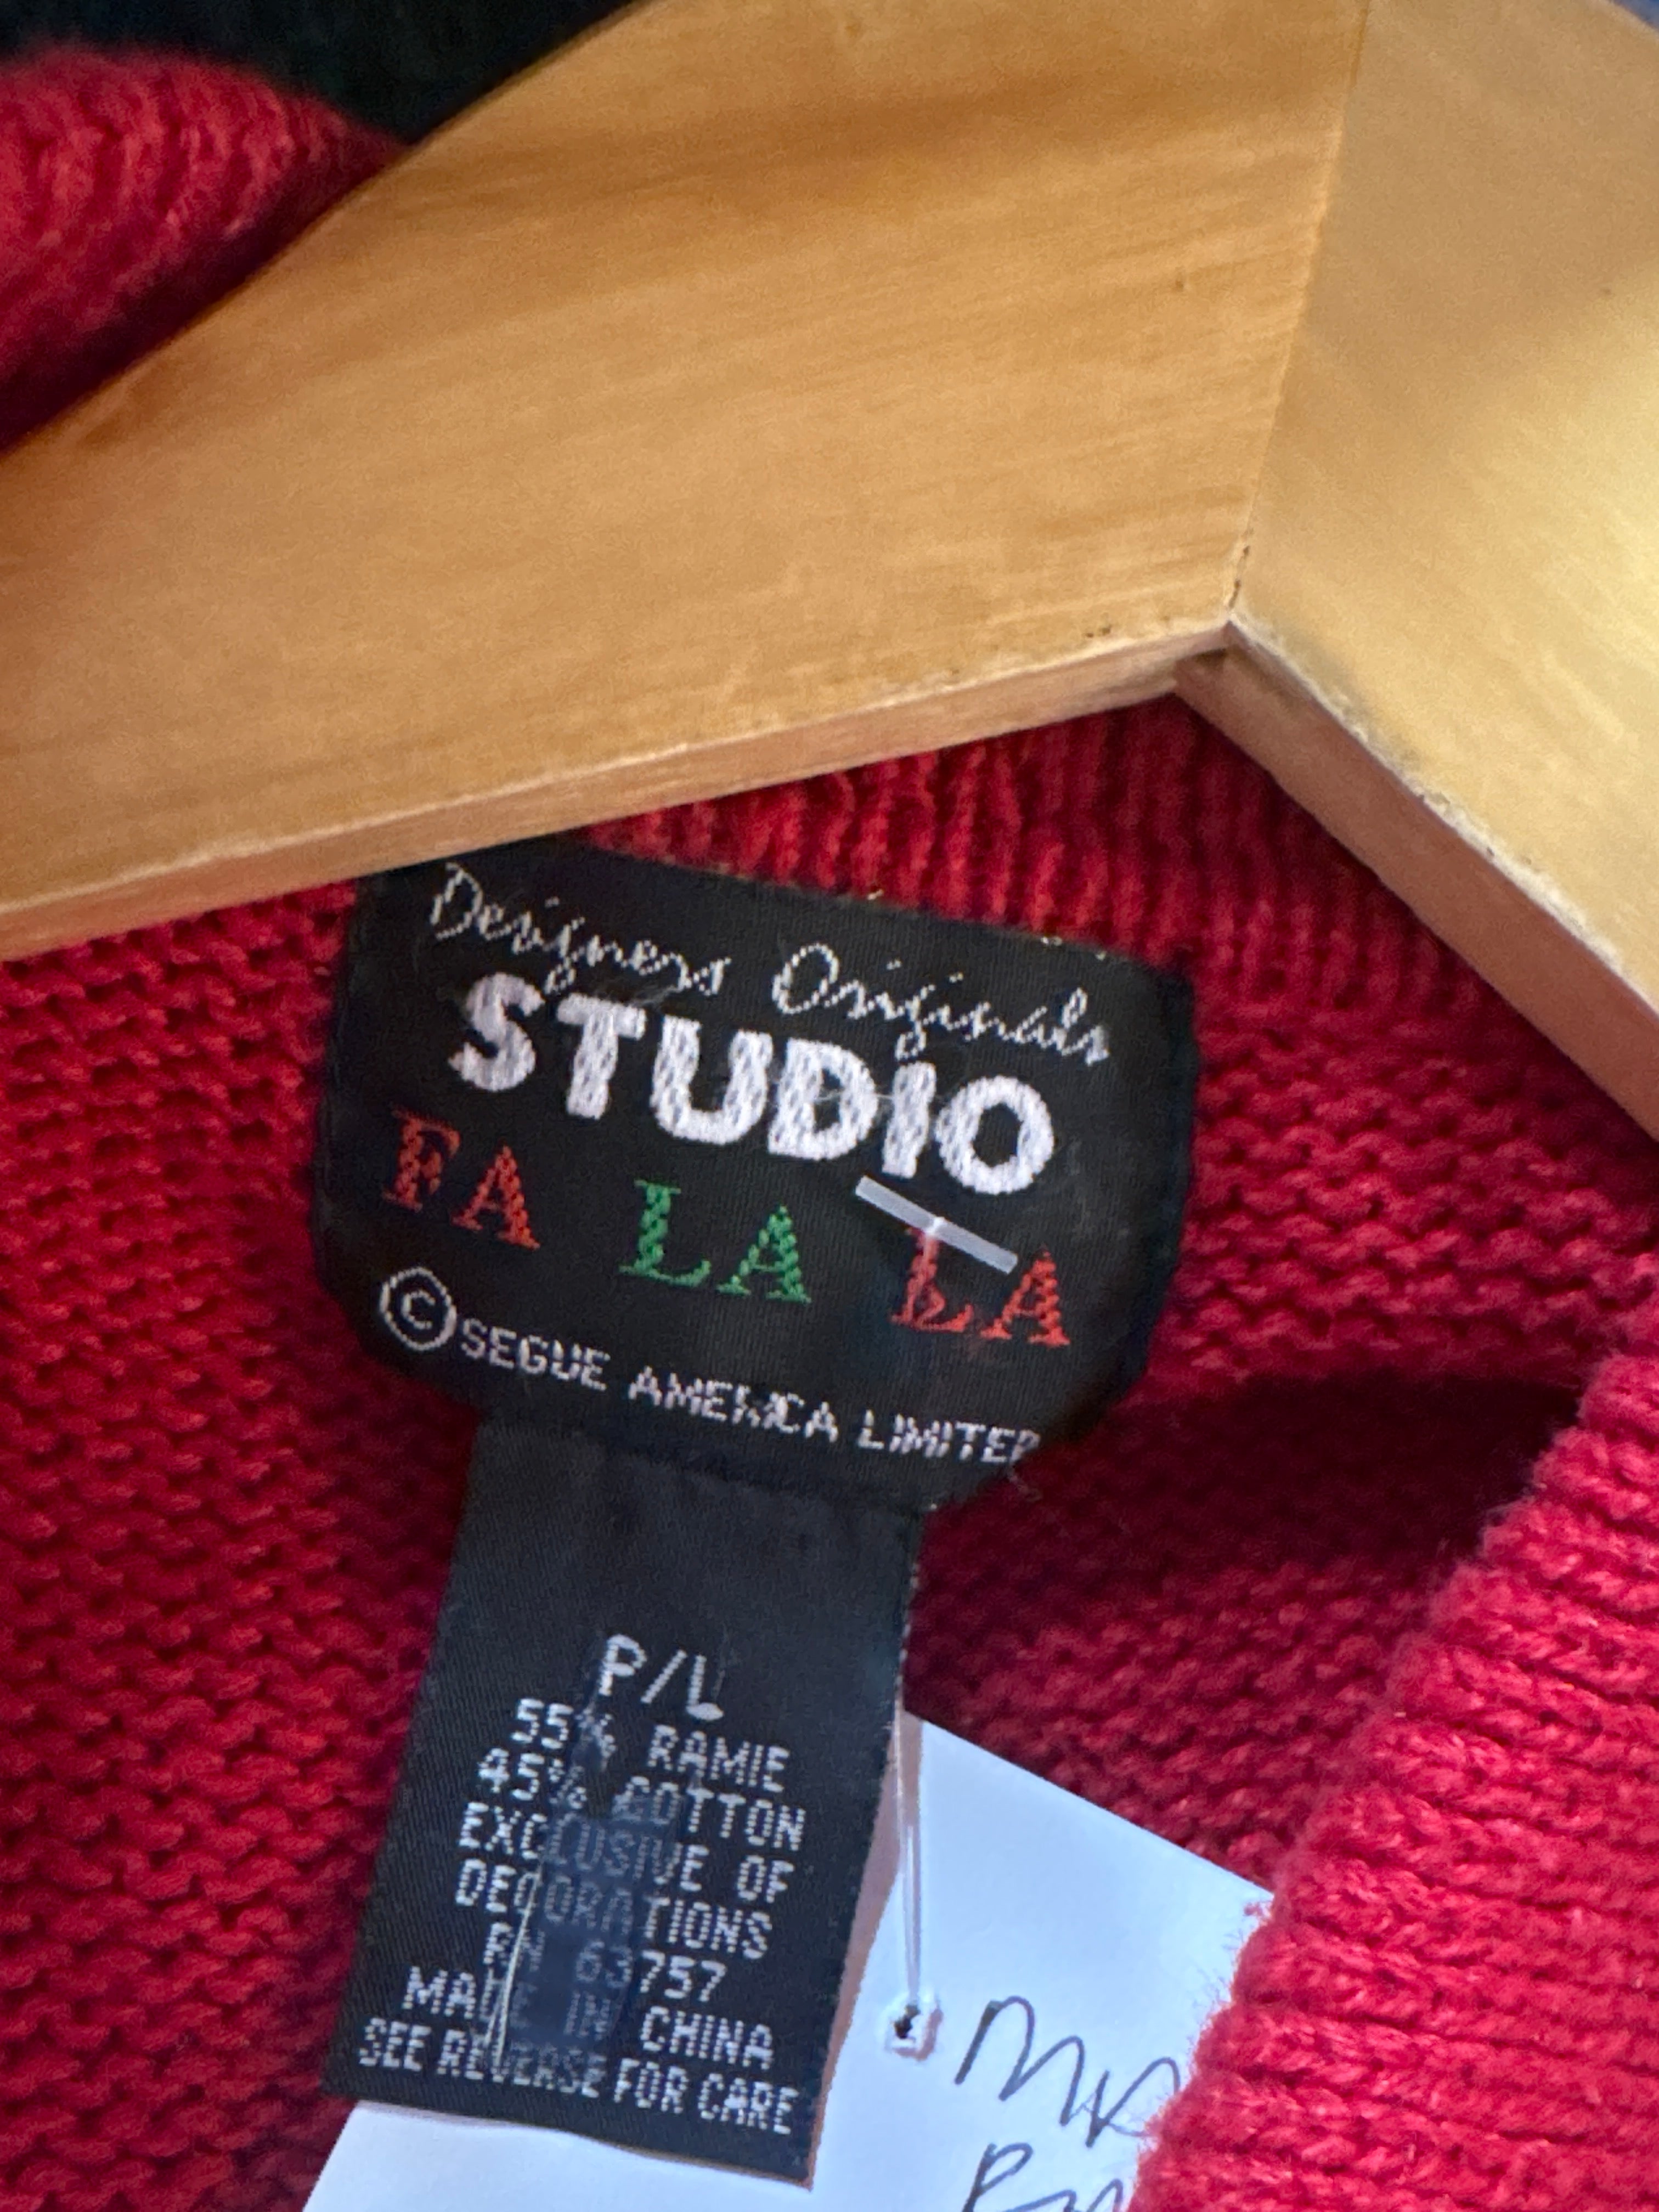 Designers Originals
STUDIO
FA LA LA
© SEGUE AMERICA LIMITED
P/L
55% RAMIE
45% COTTON
EXCLUSIVE OF
DECORATIONS
RN 63757
MADE IN CHINA
SEE REVERSE FOR CARE